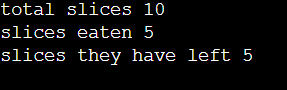 total slices 10
slices eaten 5
slices they have left 5